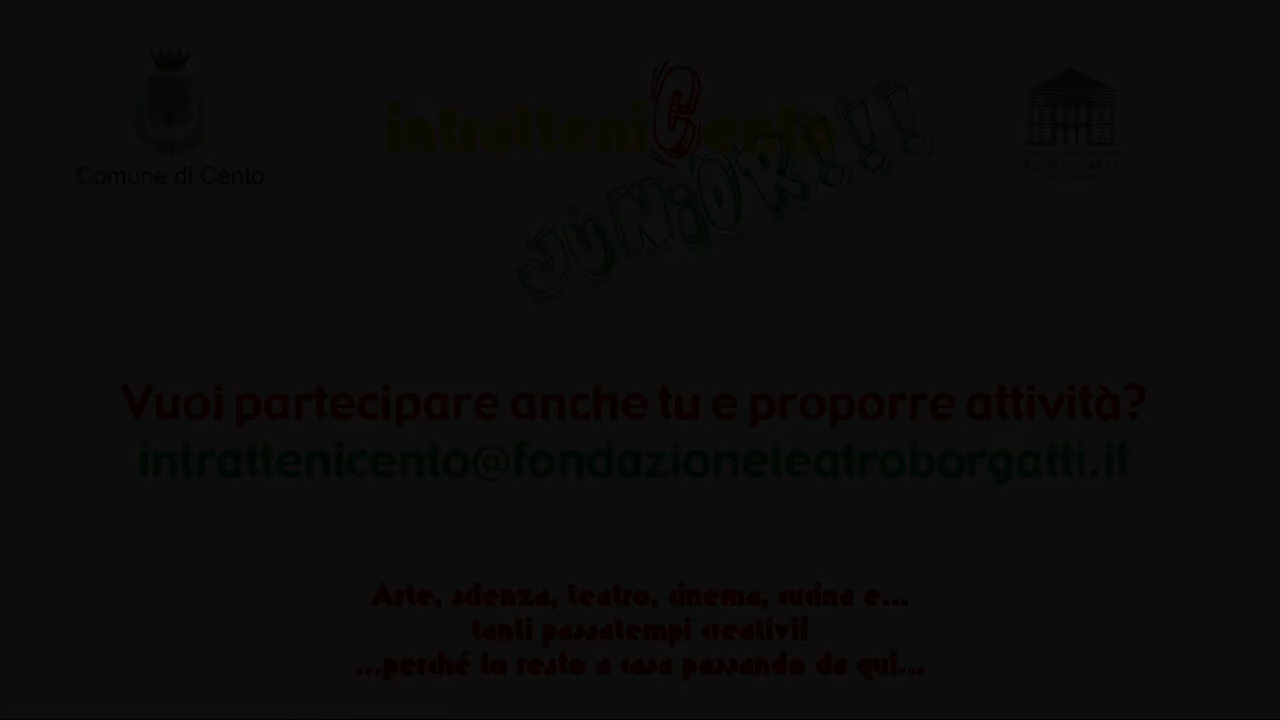 intratteniCento
JUNiOR!!!
Comune di Cento
Vuoi partecipare anche tu e proporre attività?
intrattenicento@fondazioneteatroborgatti.it
Arte, scienza, teatro, cinema, cucina e...
tanti passatempi creativi!
...perché io resto a casa passando da qui...